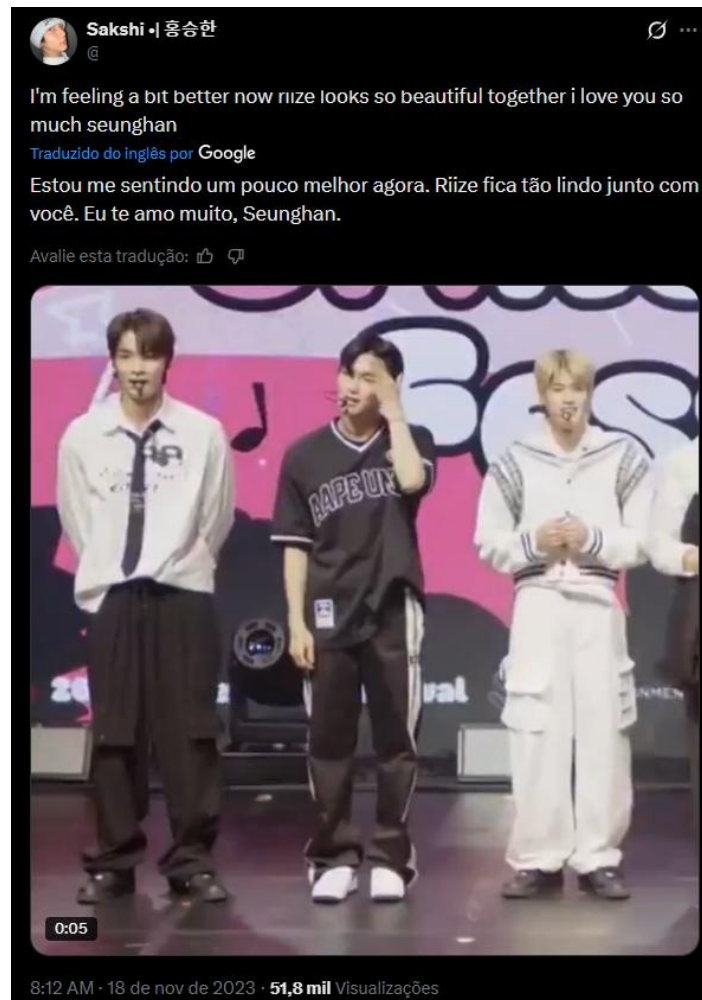 Sakshi •| 홍승한
@
I'm feeling a bit better now riize looks so beautiful together i love you so
much seunghan
Traduzido do inglês por Google
Estou me sentindo um pouco melhor agora. Riize fica tão lindo junto com
você. Eu te amo muito, Seunghan.
Avalie esta tradução:
AAPE UN
0:05
8:12 AM · 18 de nov de 2023 · 51,8 mil Visualizações